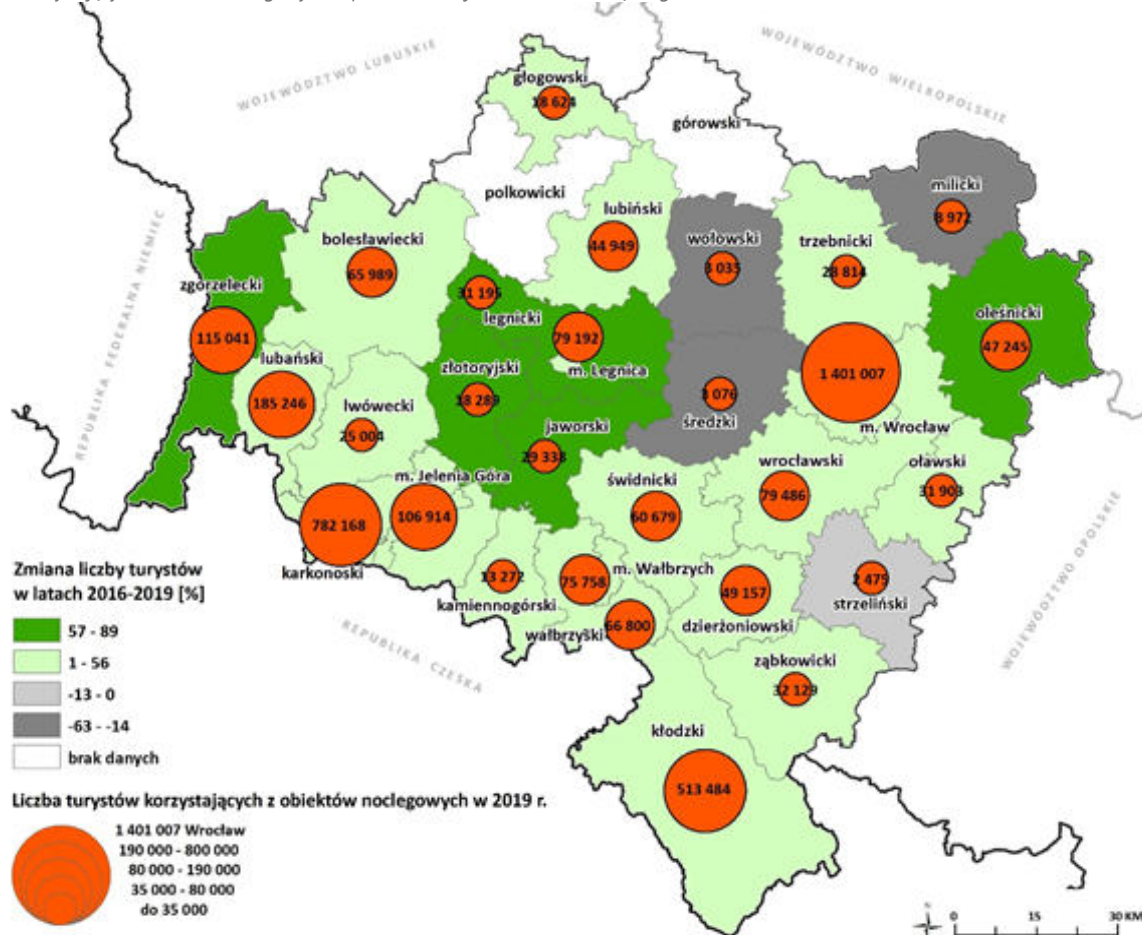 WOJEWÓDZTWO LUBUSKIE
WOJEWÓDZTWO WIELKOPOLSKIE
głogowski
18 624
górowski
polkowicki
milicki
8 972
lubiński
44 949
wołowski
3 035
trzebnicki
28 814
bolesławiecki
65 989
REPUBLIKA FEDERALNA NIEMIEC
zgorzelecki
115 041
31 195
legnicki
79 192
m. Legnica
oleśnicki
47 245
lubański
185 246
złotoryjski
18 289
1 401 007
m. Wrocław
lwówecki
25 004
3 076
średzki
jaworski
29 338
m. Jelenia Góra
106 914
782 168
karkonoski
świdnicki
60 679
wrocławski
79 486
oławski
31 903
WOJEWÓDZTWO OPOLSKIE
13 272
kamiennogórski
75 758
m. Wałbrzych
2 475
strzeliński
49 157
dzierżoniowski
66 800
wałbrzyski
REPUBLIKA CZESKA
ząbkowicki
32 129
kłodzki
513 484
Zmiana liczby turystów
w latach 2016-2019 [%]
57 - 89
1 - 56
-13 - 0
-63 - -14
brak danych
Liczba turystów korzystających z obiektów noclegowych w 2019 r.
1 401 007 Wrocław
190 000 - 800 000
80 000 - 190 000
35 000 - 80 000
do 35 000
0 15 30 KM